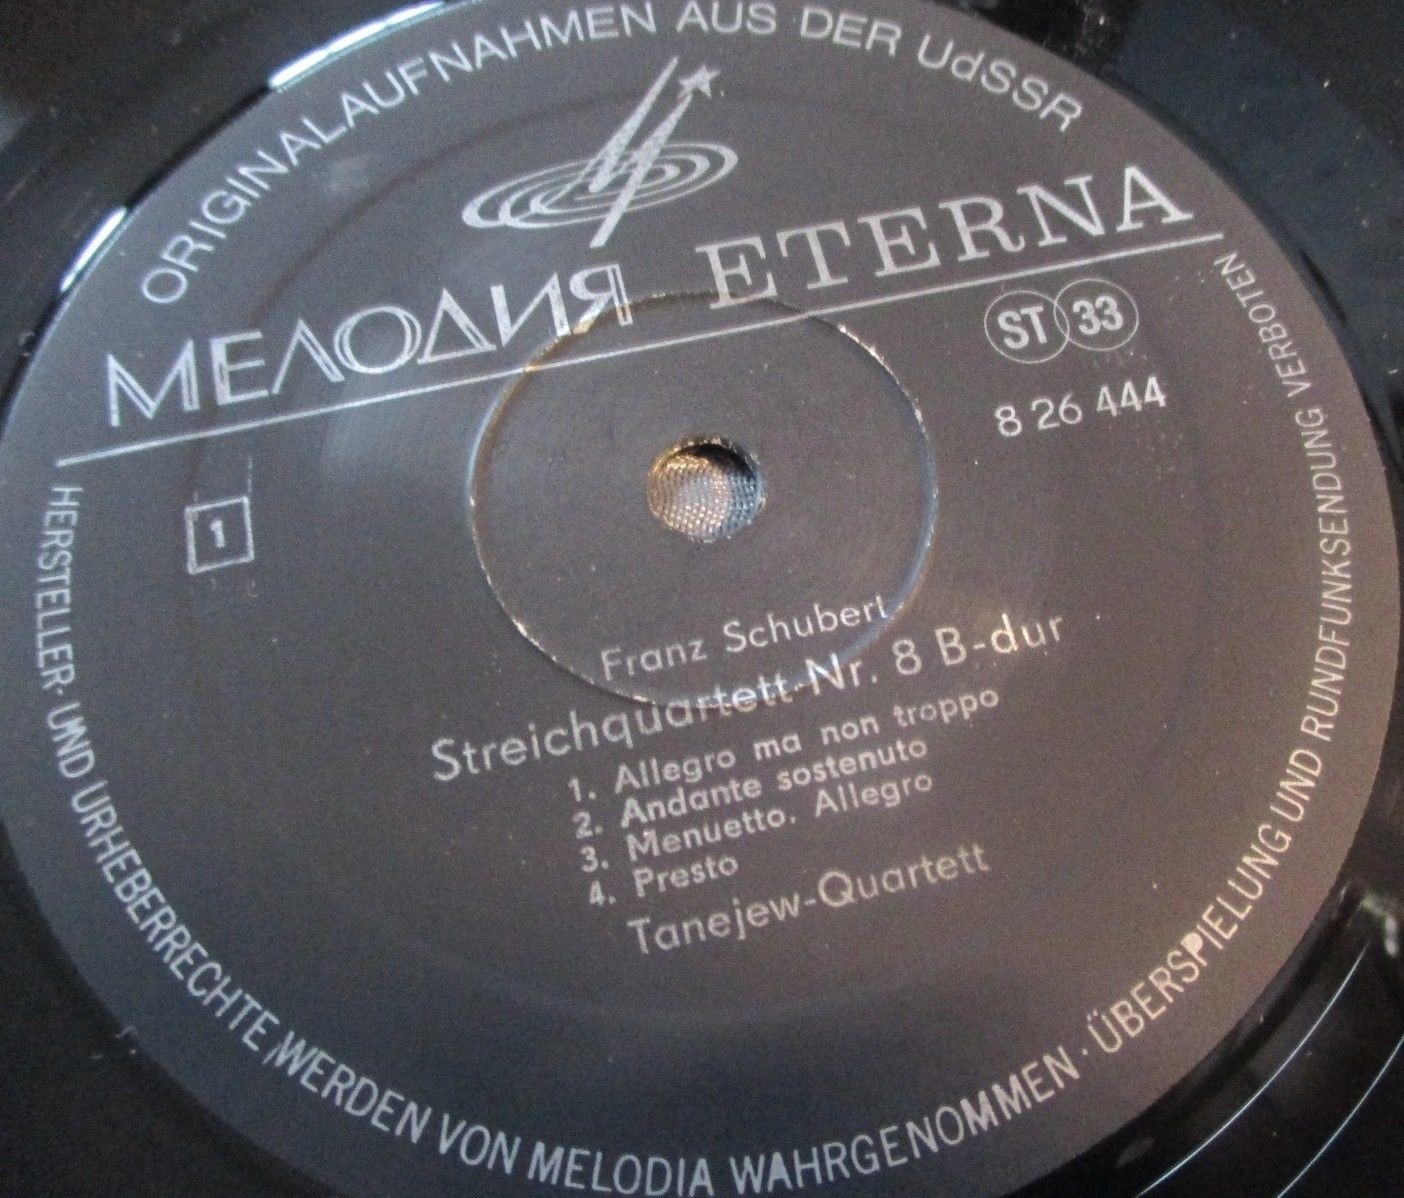 ORIGINALAUFNAHMEN AUS DER UdSSR
МЕЛОДИЯ ETERNA
ST 33
8 26 444
1
Franz Schubert
Streichquartett Nr. 8 B-dur
1. Allegro ma non troppo
2. Andante sostenuto
3. Menuetto. Allegro
4. Presto
Tanejew-Quartett
HERSTELLER- UND URHEBERRECHTE WERDEN VON MELODIA WAHRGENOMMEN · ÜBERSPIELUNG UND RUNDFUNKSENDUNG VERBOTEN